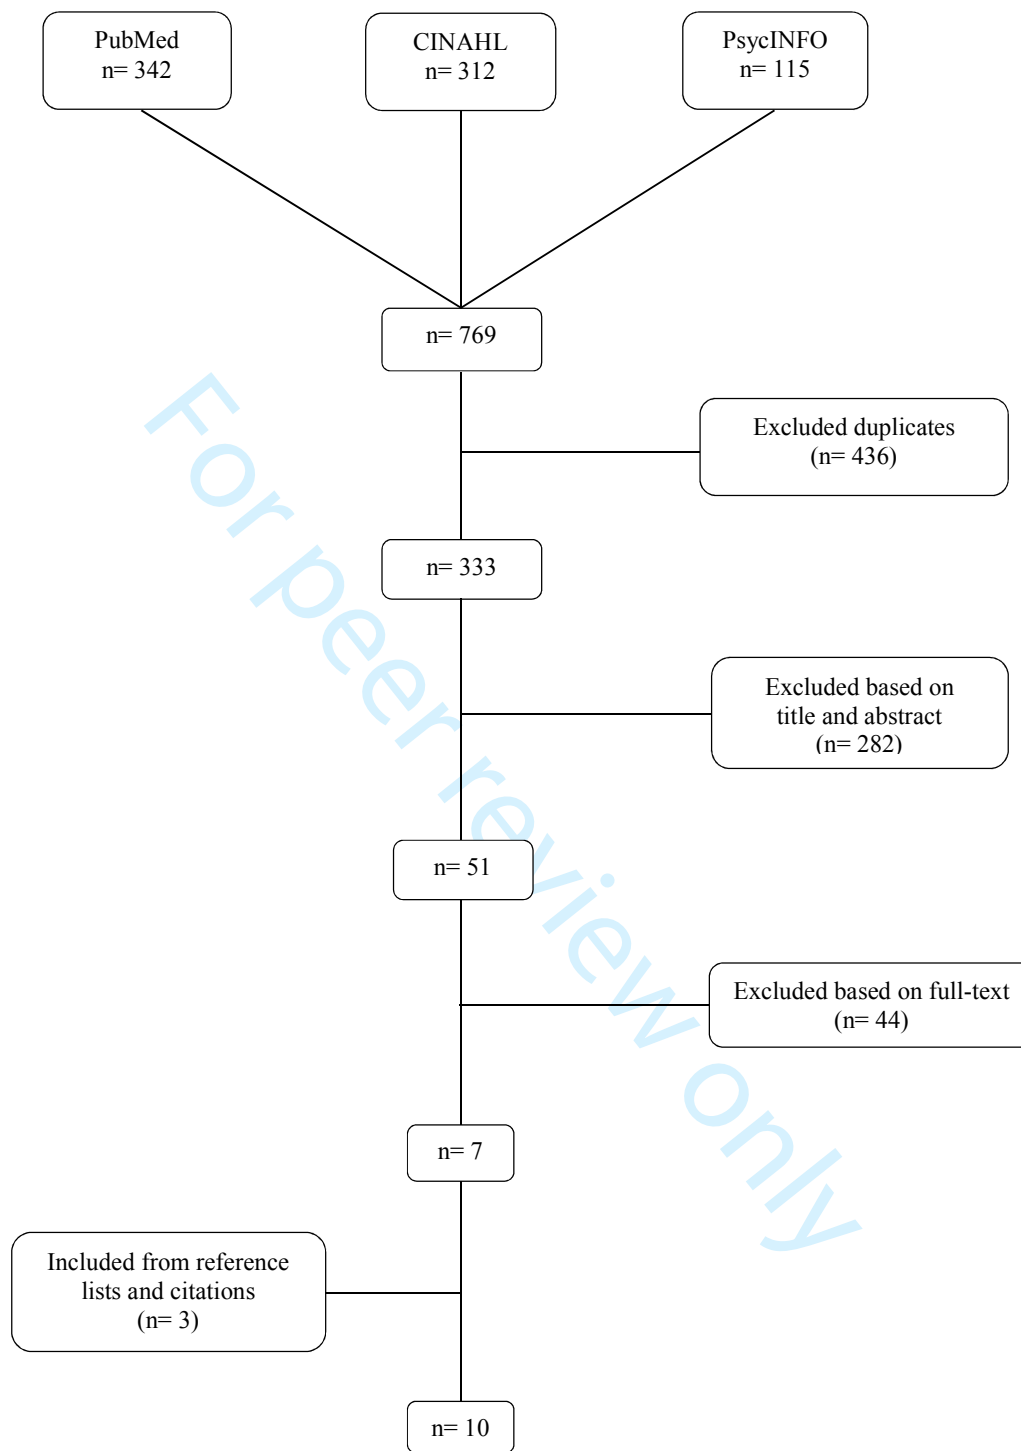 PubMed
n= 342
CINAHL
n= 312
PsycINFO
n= 115
n= 769
Excluded duplicates
(n= 436)
n= 333
Excluded based on
title and abstract
(n= 282)
n= 51
Excluded based on full-text
(n= 44)
n= 7
Included from reference
lists and citations
(n= 3)
n= 10
For peer review only